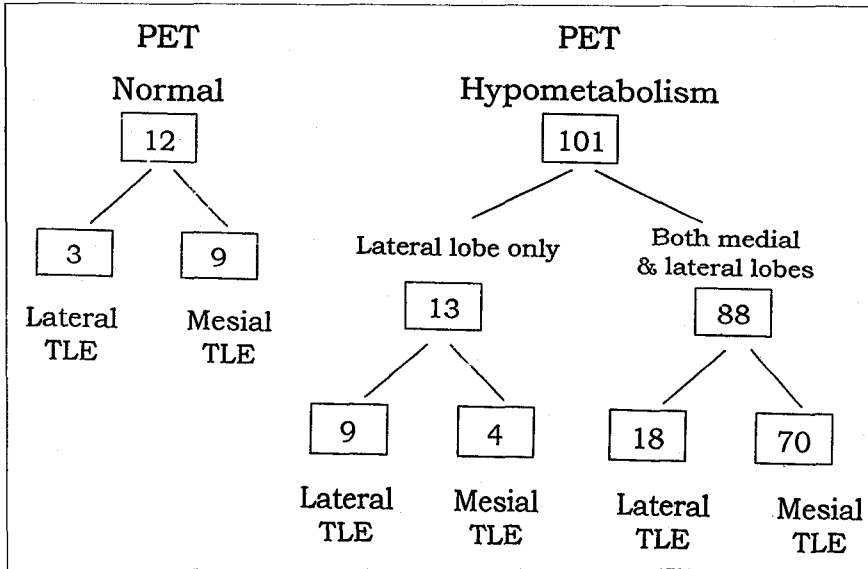 PET
Normal
12
3
9
Lateral
TLE
Mesial
TLE
PET
Hypometabolism
101
Lateral lobe only
13
Both medial
& lateral lobes
88
9
4
Lateral
TLE
Mesial
TLE
18
70
Lateral
TLE
Mesial
TLE